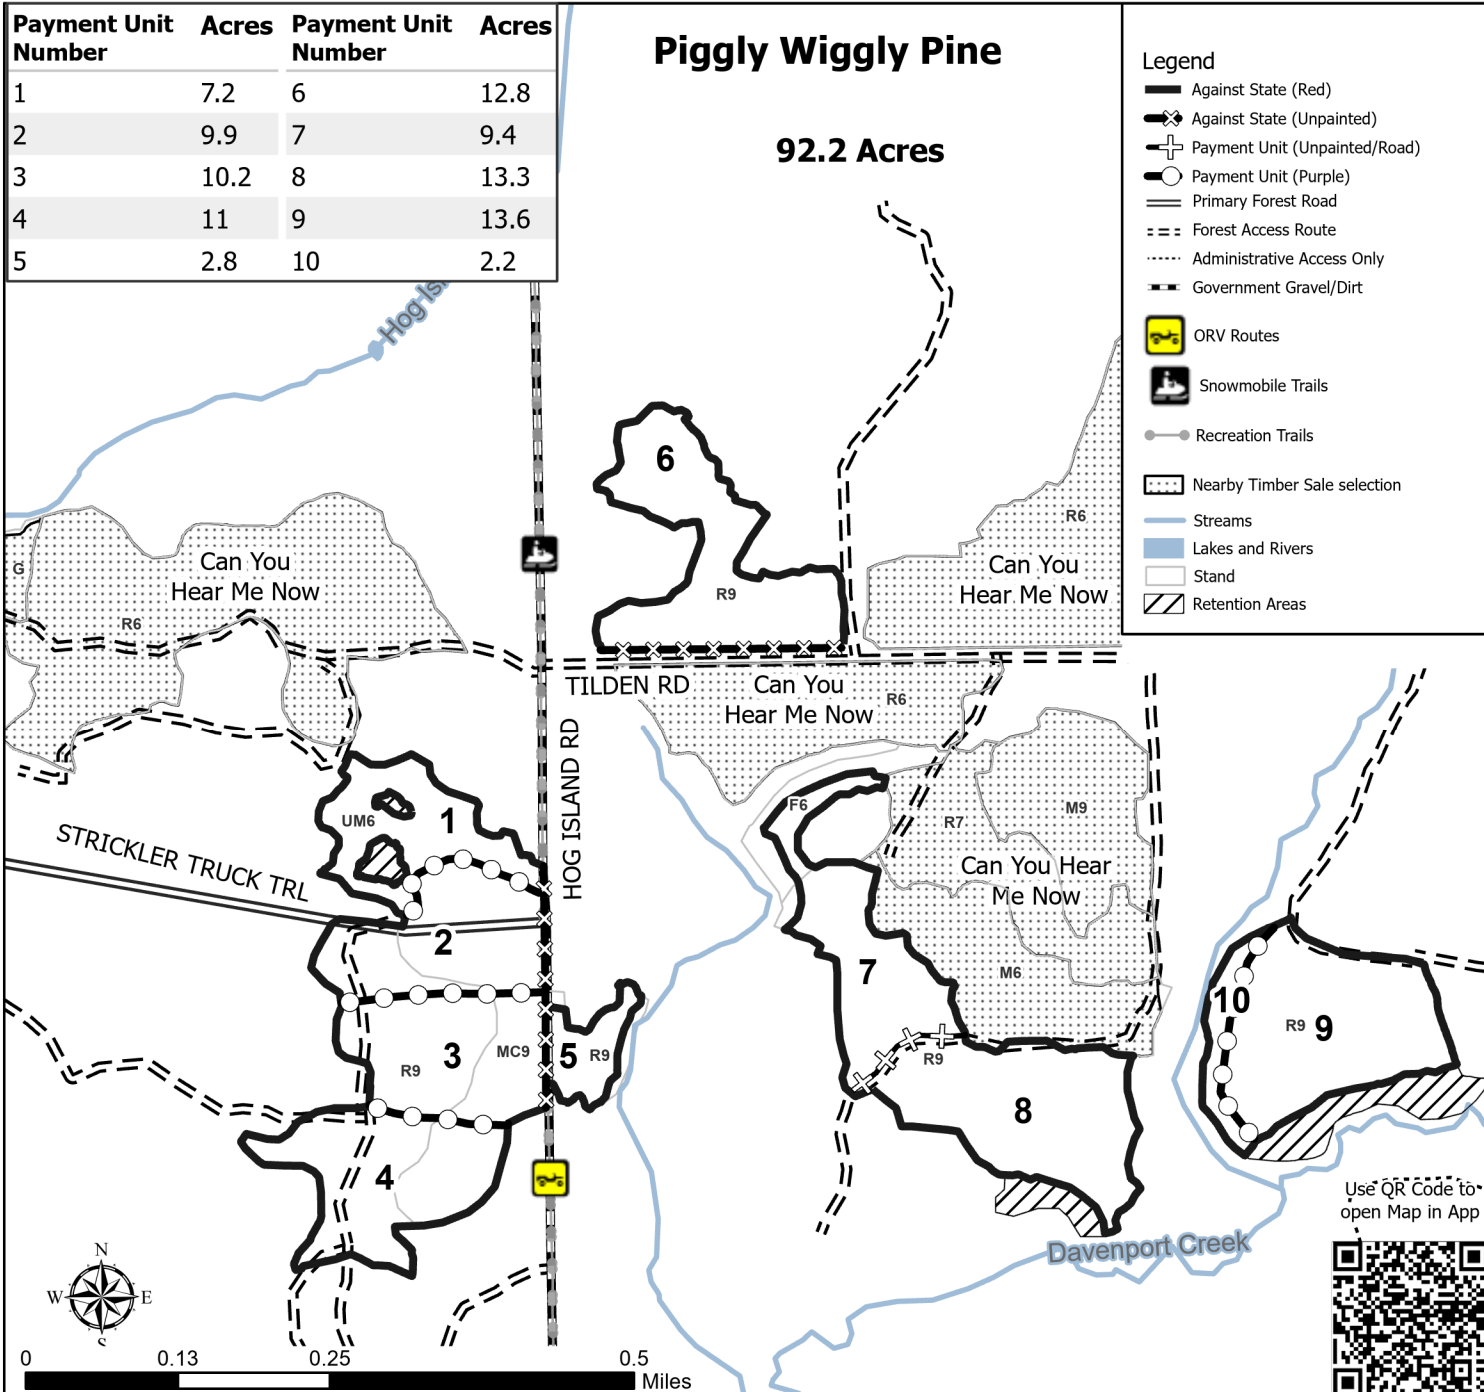 Payment Unit Number Acres Payment Unit Number Acres
1 7.2 6 12.8
2 9.9 7 9.4
3 10.2 8 13.3
4 11 9 13.6
5 2.8 10 2.2
Piggly Wiggly Pine
92.2 Acres
Legend
Against State (Red)
Against State (Unpainted)
Payment Unit (Unpainted/Road)
Payment Unit (Purple)
Primary Forest Road
Forest Access Route
Administrative Access Only
Government Gravel/Dirt
ORV Routes
Snowmobile Trails
Recreation Trails
Nearby Timber Sale selection
Streams
Lakes and Rivers
Stand
Retention Areas
Hog
6
R6
Can You
Hear Me Now
G
R6
Can You
Hear Me Now
R9
TILDEN RD
Can You
Hear Me Now
R6
HOG ISLAND RD
UM6
1
F6
R7
M9
STRICKLER TRUCK TRL
Can You Hear
Me Now
2
7
M6
10
R9
9
3
MC9
R9
5
R9
R9
8
4
Use QR Code to
open Map in App
Davenport Creek
N
W
E
S
0 0.13 0.25 0.5
Miles